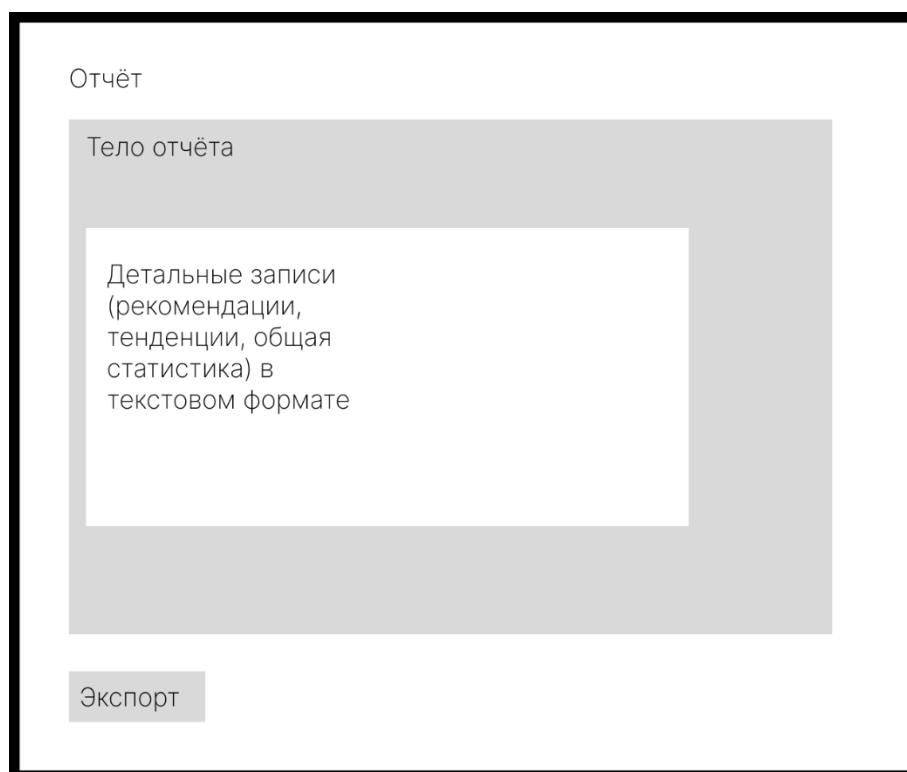 Отчёт
Тело отчёта
Детальные записи
(рекомендации,
тенденции, общая
статистика) в
текстовом формате
Экспорт